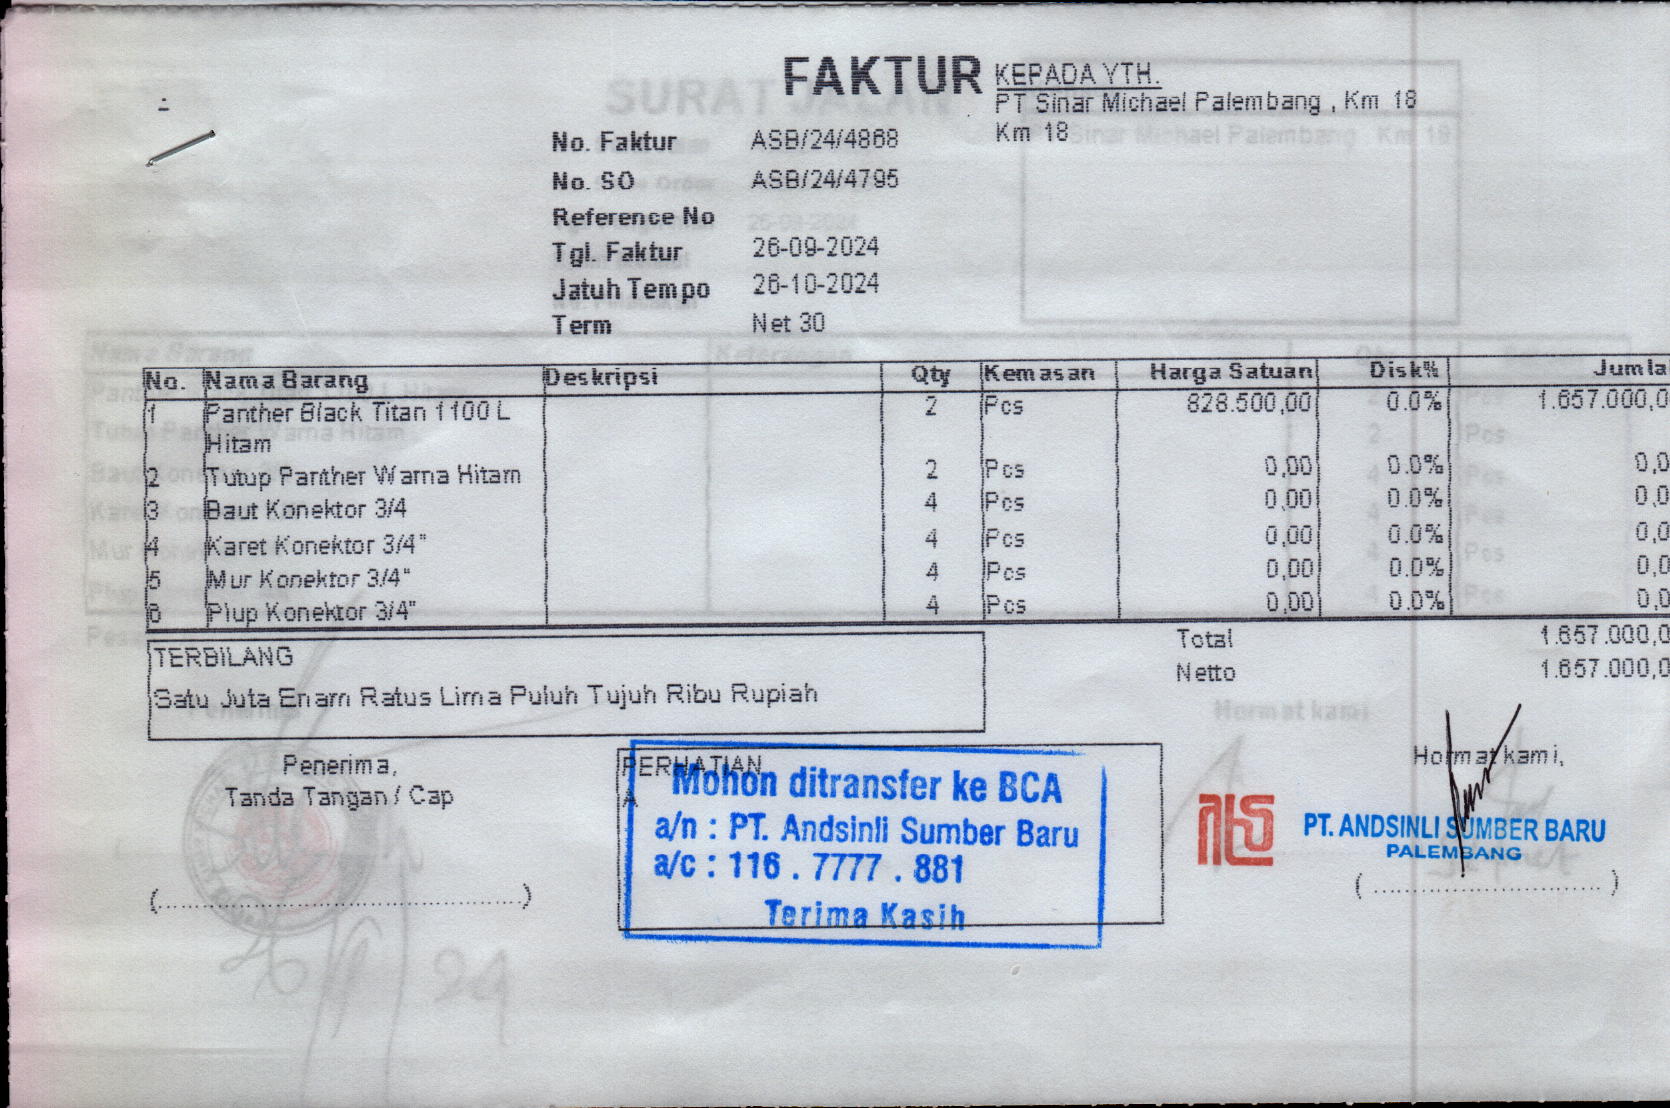 FAKTUR
KEPADA YTH.
PT Sinar Michael Palembang , Km 18
Km 18
No. Faktur ASB/24/4868
No. SO ASB/24/4795
Reference No
Tgl. Faktur 26-09-2024
Jatuh Tempo 26-10-2024
Term Net 30
No. Nama Barang Deskripsi Qty Kemasan Harga Satuan Disk% Jumla
1 Panther Black Titan 1100 L 2 Pcs 828.500,00 0.0% 1.657.000,0
Hitam
2 Tutup Panther Warna Hitam 2 Pcs 0,00 0.0% 0,0
3 Baut Konektor 3/4 4 Pcs 0,00 0.0% 0,0
4 Karet Konektor 3/4" 4 Pcs 0,00 0.0% 0,0
5 Mur Konektor 3/4" 4 Pcs 0,00 0.0% 0,0
6 Plup Konektor 3/4" 4 Pcs 0,00 0.0% 0,0
Total 1.657.000,0
Netto 1.657.000,0
TERBILANG
Satu Juta Enam Ratus Lima Puluh Tujuh Ribu Rupiah
Penerima,
Tanda Tangan / Cap
(..............................................)
PERHATIAN
A
Mohon ditransfer ke BCA
a/n : PT. Andsinli Sumber Baru
a/c : 116 . 7777 . 881
Terima Kasih
Hormat kami,
PT. ANDSINLI SUMBER BARU
PALEMBANG
( ............................. )